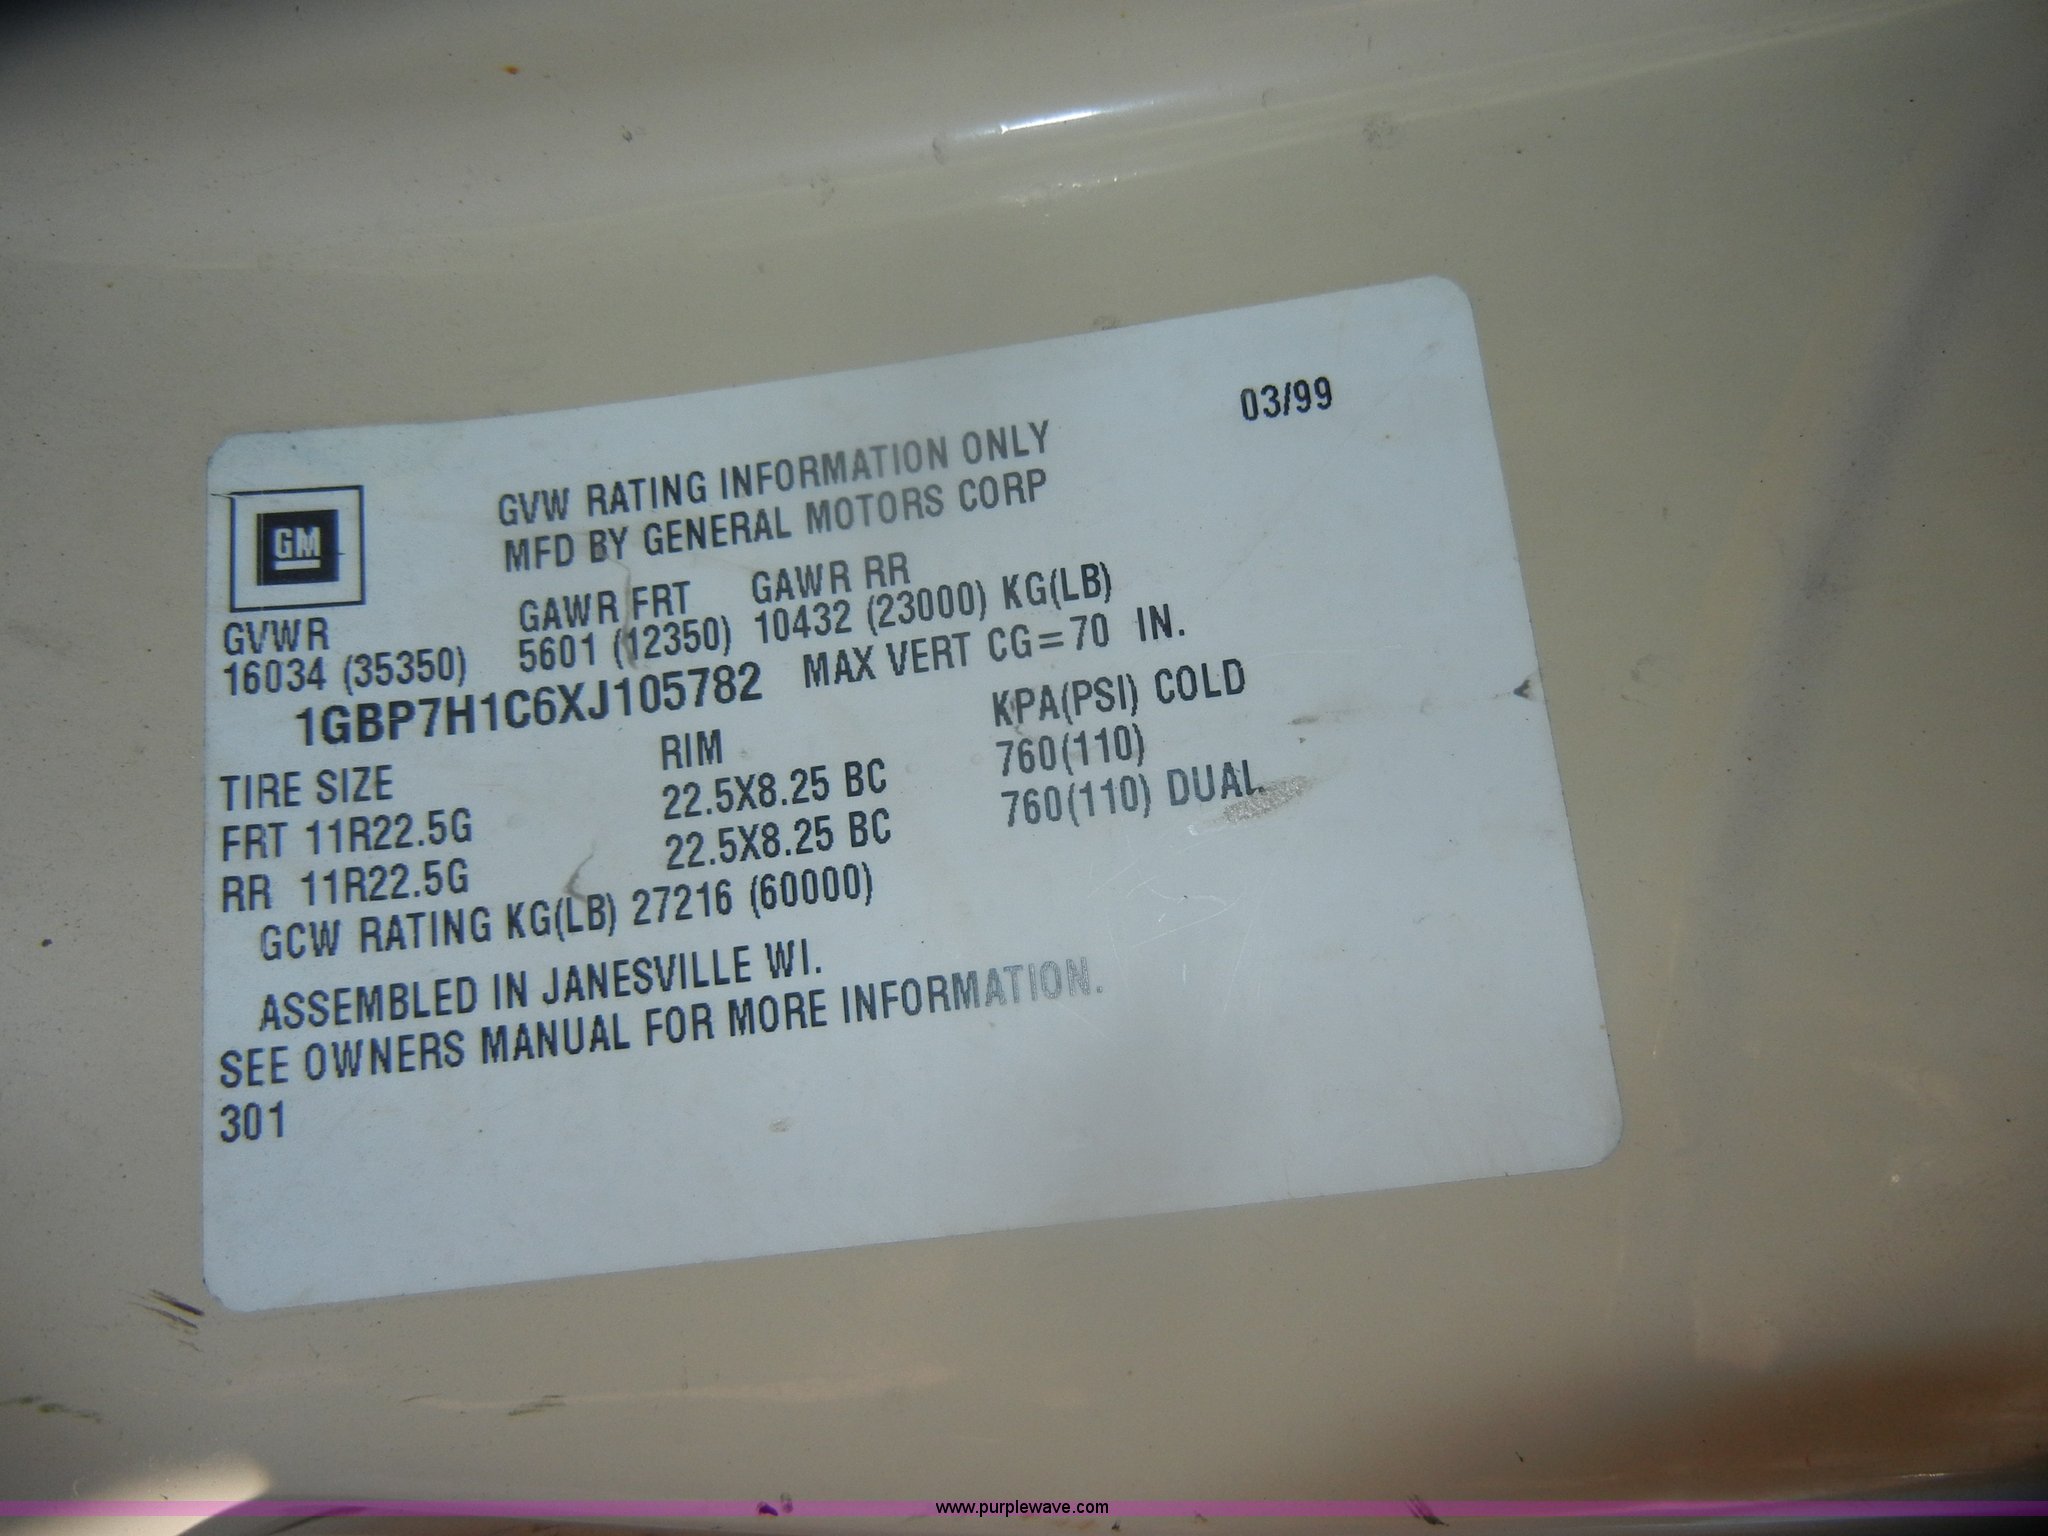 03/99
GVW RATING INFORMATION ONLY
MFD BY GENERAL MOTORS CORP
GM
GVWR GAWR FRT GAWR RR
16034 (35350) 5601 (12350) 10432 (23000) KG(LB)
1GBP7H1C6XJ105782 MAX VERT CG=70 IN.
TIRE SIZE RIM KPA(PSI) COLD
FRT 11R22.5G 22.5X8.25 BC 760(110)
RR 11R22.5G 22.5X8.25 BC 760(110) DUAL
GCW RATING KG(LB) 27216 (60000)
ASSEMBLED IN JANESVILLE WI.
SEE OWNERS MANUAL FOR MORE INFORMATION.
301
www.purplewave.com